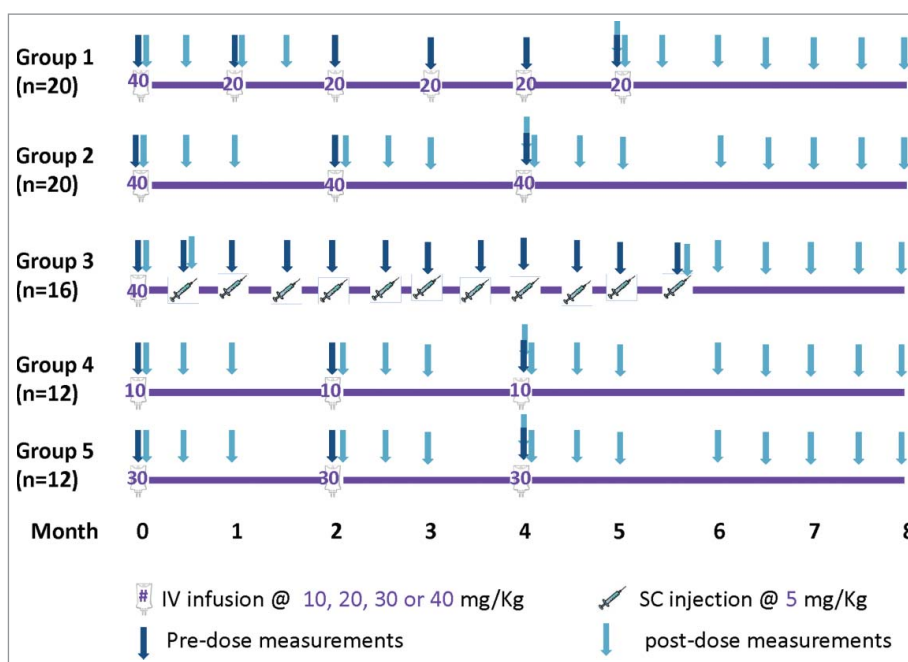 Group 1
(n=20)
40 20 20 20 20 20
Group 2
(n=20)
40 40 40
Group 3
(n=16)
40
Group 4
(n=12)
10 10 10
Group 5
(n=12)
30 30 30
Month 0 1 2 3 4 5 6 7 8
# IV infusion @ 10, 20, 30 or 40 mg/Kg SC injection @ 5 mg/Kg
Pre-dose measurements post-dose measurements